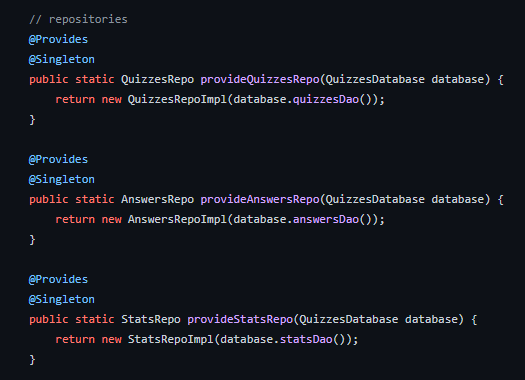 // repositories
@Provides
@Singleton
public static QuizzesRepo provideQuizzesRepo(QuizzesDatabase database) {
    return new QuizzesRepoImpl(database.quizzesDao());
}

@Provides
@Singleton
public static AnswersRepo provideAnswersRepo(QuizzesDatabase database) {
    return new AnswersRepoImpl(database.answersDao());
}

@Provides
@Singleton
public static StatsRepo provideStatsRepo(QuizzesDatabase database) {
    return new StatsRepoImpl(database.statsDao());
}